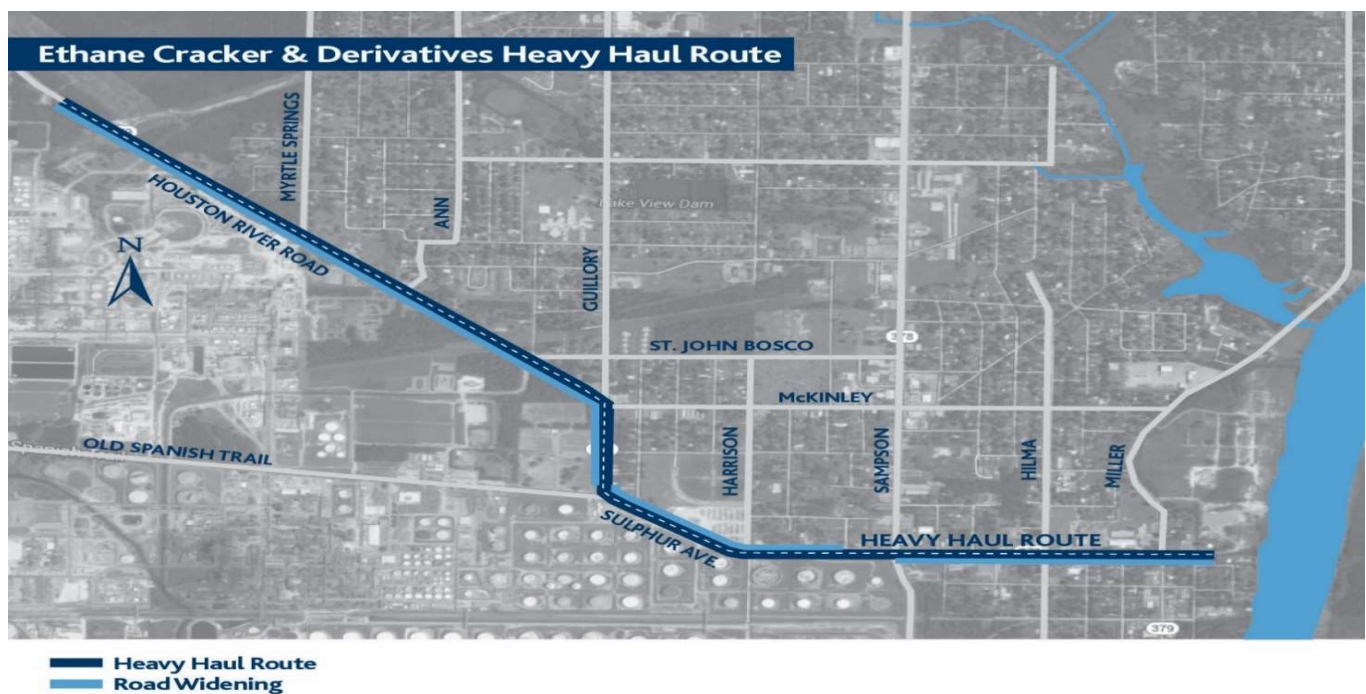 Ethane Cracker & Derivatives Heavy Haul Route
MYRTLE SPRINGS
HOUSTON RIVER ROAD
ANN
Lake View Dam
N
GUILLORY
378
ST. JOHN BOSCO
McKINLEY
OLD SPANISH TRAIL
HARRISON
SAMPSON
HILMA
MILLER
SULPHUR AVE.
HEAVY HAUL ROUTE
379
Heavy Haul Route
Road Widening